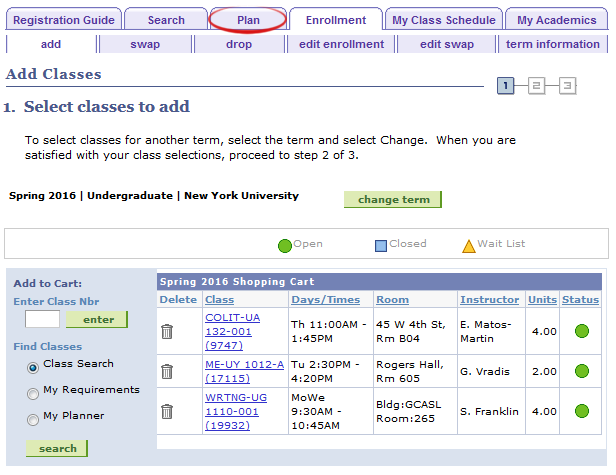 Registration Guide Search Plan Enrollment My Class Schedule My Academics
add swap drop edit enrollment edit swap term information
Add Classes
1 2 3
1. Select classes to add
To select classes for another term, select the term and select Change. When you are
satisfied with your class selections, proceed to step 2 of 3.
Spring 2016 | Undergraduate | New York University change term
Open Closed Wait List
Add to Cart:
Enter Class Nbr
enter
Find Classes
Class Search
My Requirements
My Planner
search
Spring 2016 Shopping Cart
Delete Class Days/Times Room Instructor Units Status
COLIT-UA
132-001
(9747)
Th 11:00AM -
1:45PM
45 W 4th St,
Rm B04
E. Matos-
Martin
4.00
ME-UY 1012-A
(17115)
Tu 2:30PM -
4:20PM
Rogers Hall,
Rm 605
G. Vradis
2.00
WRTNG-UG
1110-001
(19932)
MoWe
9:30AM -
10:45AM
Bldg:GCASL
Room:265
S. Franklin
4.00